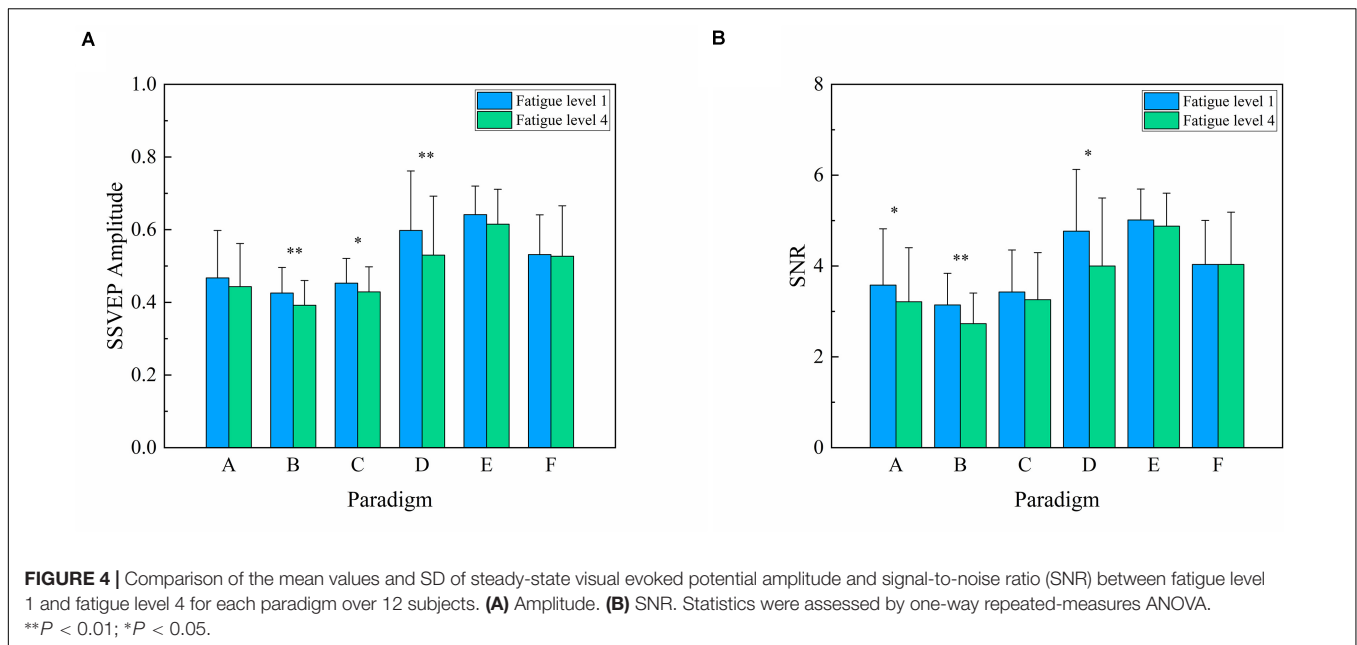 A
1.0
0.8
0.6
0.4
0.2
0.0
SSVEP Amplitude
Fatigue level 1
Fatigue level 4
**
*
**
A B C D E F
Paradigm
B
8
6
4
2
0
SNR
Fatigue level 1
Fatigue level 4
*
**
*
A B C D E F
Paradigm
FIGURE 4 | Comparison of the mean values and SD of steady-state visual evoked potential amplitude and signal-to-noise ratio (SNR) between fatigue level
1 and fatigue level 4 for each paradigm over 12 subjects. (A) Amplitude. (B) SNR. Statistics were assessed by one-way repeated-measures ANOVA.
**P < 0.01; *P < 0.05.